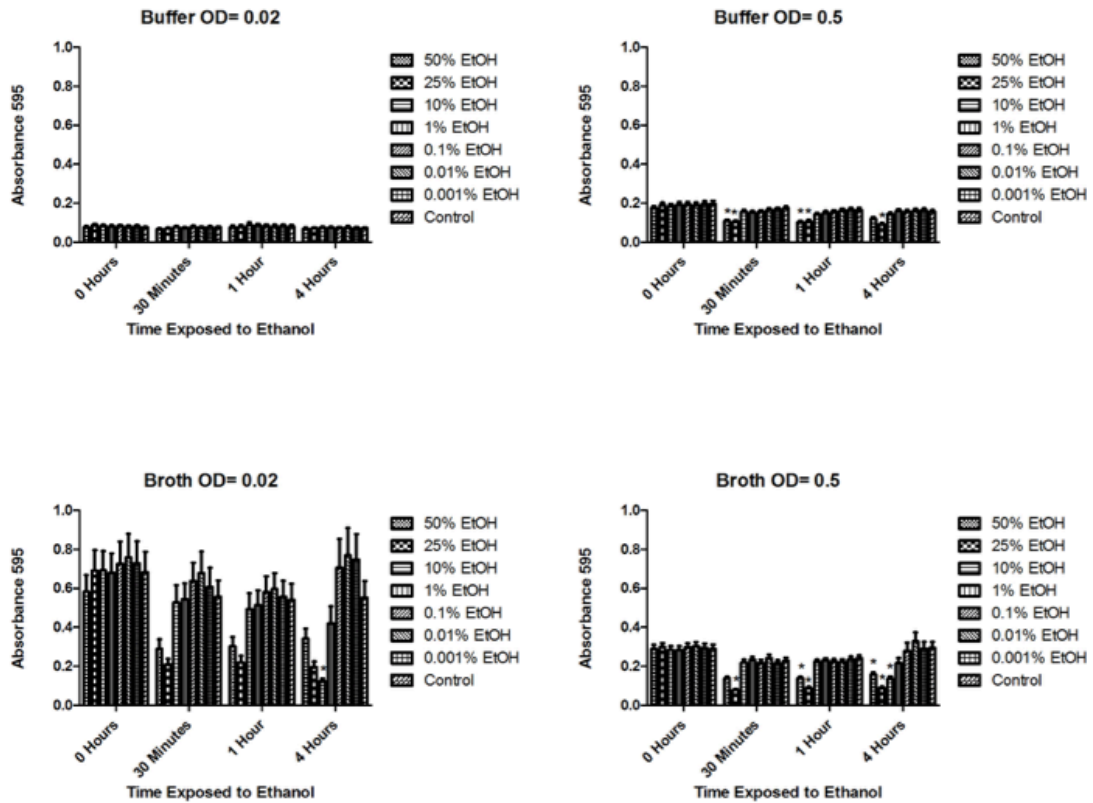 Buffer OD= 0.02
Absorbance 595
1.0
0.8
0.6
0.4
0.2
0.0
0 Hours
30 Minutes
1 Hour
4 Hours
Time Exposed to Ethanol
50% EtOH
25% EtOH
10% EtOH
1% EtOH
0.1% EtOH
0.01% EtOH
0.001% EtOH
Control
Buffer OD= 0.5
Absorbance 595
1.0
0.8
0.6
0.4
0.2
0.0
**
**
*
0 Hours
30 Minutes
1 Hour
4 Hours
Time Exposed to Ethanol
50% EtOH
25% EtOH
10% EtOH
1% EtOH
0.1% EtOH
0.01% EtOH
0.001% EtOH
Control
Broth OD= 0.02
Absorbance 595
1.0
0.8
0.6
0.4
0.2
0.0
*
0 Hours
30 Minutes
1 Hour
4 Hours
Time Exposed to Ethanol
50% EtOH
25% EtOH
10% EtOH
1% EtOH
0.1% EtOH
0.01% EtOH
0.001% EtOH
Control
Broth OD= 0.5
Absorbance 595
1.0
0.8
0.6
0.4
0.2
0.0
* *
* *
* * *
0 Hours
30 Minutes
1 Hour
4 Hours
Time Exposed to Ethanol
50% EtOH
25% EtOH
10% EtOH
1% EtOH
0.1% EtOH
0.01% EtOH
0.001% EtOH
Control